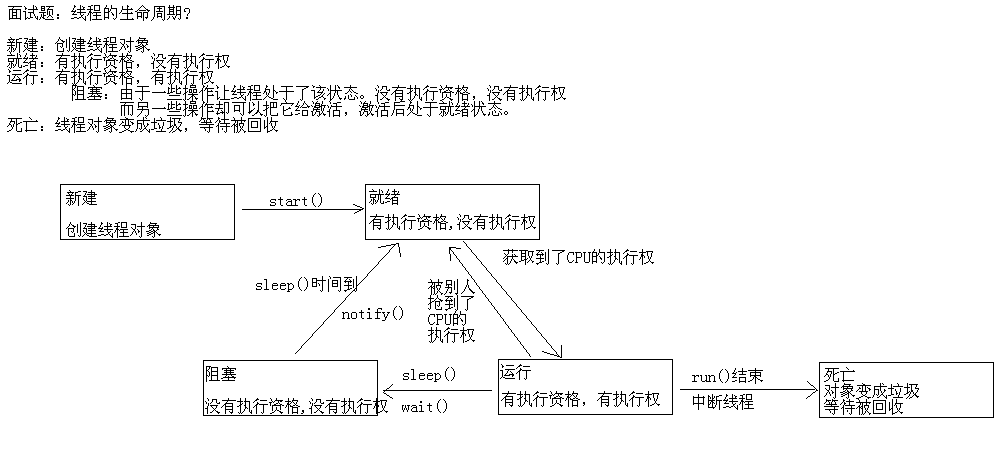 面试题：线程的生命周期?
新建：创建线程对象
就绪：有执行资格，没有执行权
运行：有执行资格，有执行权
阻塞：由于一些操作让线程处于了该状态。没有执行资格，没有执行权
而另一些操作却可以把它给激活，激活后处于就绪状态。
死亡：线程对象变成垃圾，等待被回收
新建
创建线程对象
start()
就绪
有执行资格,没有执行权
获取到了CPU的执行权
sleep()时间到
notify()
被别人
抢到了
CPU的
执行权
阻塞
没有执行资格,没有执行权
sleep()
wait()
运行
有执行资格，有执行权
run()结束
中断线程
死亡
对象变成垃圾
等待被回收